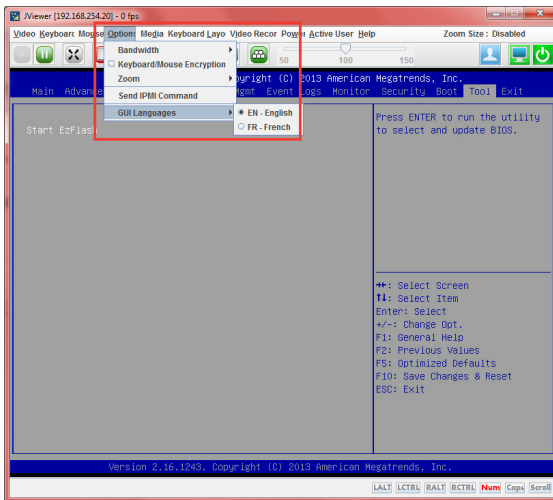 JViewer [192.168.254.20] - 0 fps
Video Keyboard Mouse Options Media Keyboard Layo Video Recor Power Active User Help Zoom Size : Disabled
Bandwidth
Keyboard/Mouse Encryption
Zoom
Send IPMI Command
GUI Languages
EN - English
FR - French
50 100 150
pyright (C) 2013 American Megatrends, Inc.
Main Advance Mgmt Event Logs Monitor Security Boot Tool Exit
Start EzFlash
Press ENTER to run the utility
to select and update BIOS.
→←: Select Screen
↑↓: Select Item
Enter: Select
+/-: Change Opt.
F1: General Help
F2: Previous Values
F5: Optimized Defaults
F10: Save Changes & Reset
ESC: Exit
Version 2.16.1243. Copyright (C) 2013 American Megatrends, Inc.
LALT LCTRL RALT RCTRL Num Caps Scroll